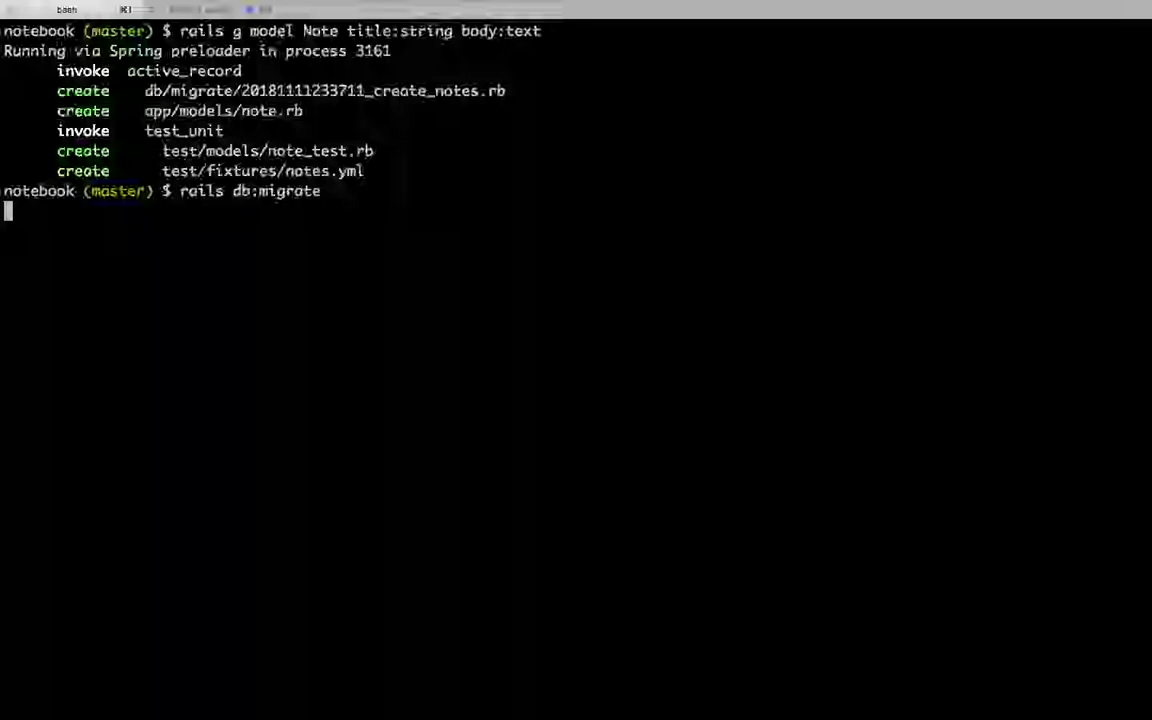 bash
notebook (master) $ rails g model Note title:string body:text
Running via Spring preloader in process 3161
invoke active_record
create db/migrate/20181111233711_create_notes.rb
create app/models/note.rb
invoke test_unit
create test/models/note_test.rb
create test/fixtures/notes.yml
notebook (master) $ rails db:migrate